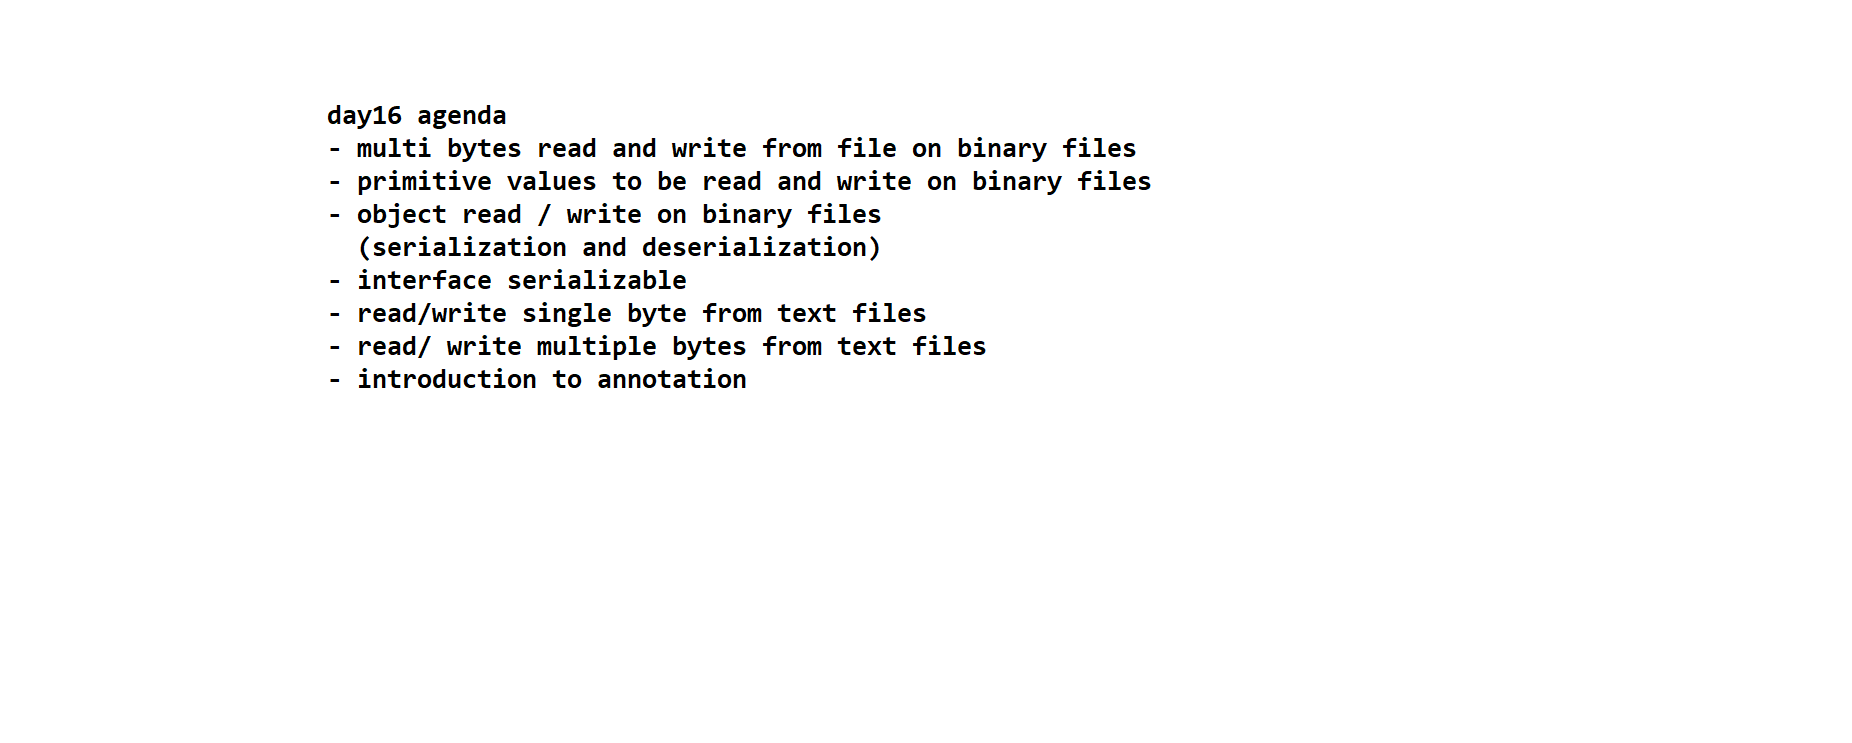 day16 agenda
- multi bytes read and write from file on binary files
- primitive values to be read and write on binary files
- object read / write on binary files
  (serialization and deserialization)
- interface serializable
- read/write single byte from text files
- read/ write multiple bytes from text files
- introduction to annotation